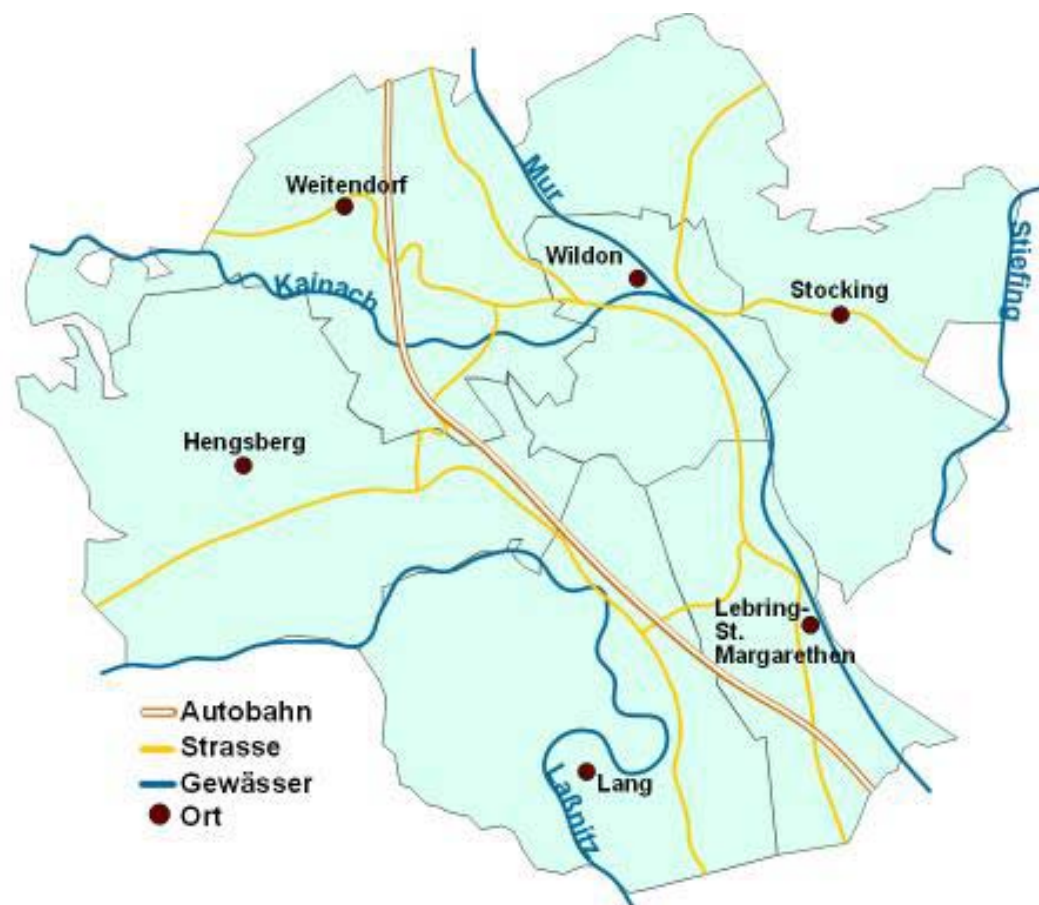 Mur
Weitendorf
Wildon
Kainach
Stocking
Stiefing
Hengsberg
Lebring-
St.
Margarethen
Autobahn
Strasse
Gewässer
Ort
Lang
Laßnitz